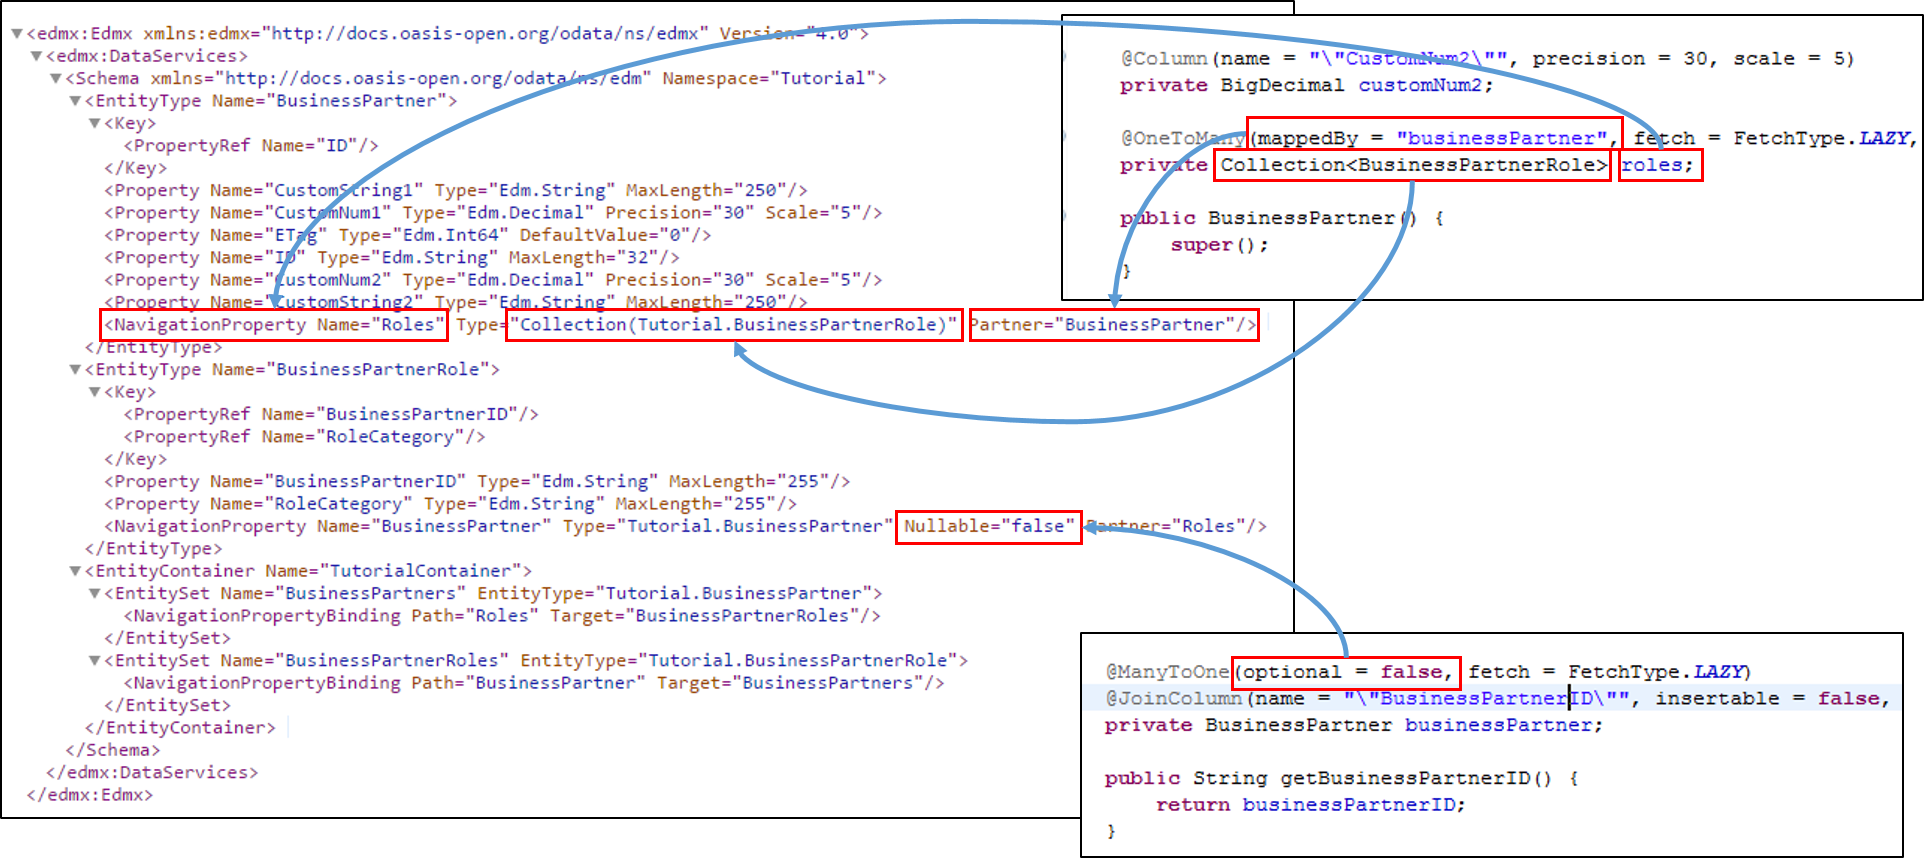 <edmx:Edmx xmlns:edmx="http://docs.oasis-open.org/odata/ns/edmx" Version="4.0">
<edmx:DataServices>
<Schema xmlns="http://docs.oasis-open.org/odata/ns/edm" Namespace="Tutorial">
<EntityType Name="BusinessPartner">
<Key>
<PropertyRef Name="ID"/>
</Key>
<Property Name="CustomString1" Type="Edm.String" MaxLength="250"/>
<Property Name="CustomNum1" Type="Edm.Decimal" Precision="30" Scale="5"/>
<Property Name="ETag" Type="Edm.Int64" DefaultValue="0"/>
<Property Name="ID" Type="Edm.String" MaxLength="32"/>
<Property Name="CustomNum2" Type="Edm.Decimal" Precision="30" Scale="5"/>
<Property Name="CustomString2" Type="Edm.String" MaxLength="250"/>
<NavigationProperty Name="Roles" Type="Collection(Tutorial.BusinessPartnerRole)" Partner="BusinessPartner"/>
</EntityType>
<EntityType Name="BusinessPartnerRole">
<Key>
<PropertyRef Name="BusinessPartnerID"/>
<PropertyRef Name="RoleCategory"/>
</Key>
<Property Name="BusinessPartnerID" Type="Edm.String" MaxLength="255"/>
<Property Name="RoleCategory" Type="Edm.String" MaxLength="255"/>
<NavigationProperty Name="BusinessPartner" Type="Tutorial.BusinessPartner" Nullable="false" Partner="Roles"/>
</EntityType>
<EntityContainer Name="TutorialContainer">
<EntitySet Name="BusinessPartners" EntityType="Tutorial.BusinessPartner">
<NavigationPropertyBinding Path="Roles" Target="BusinessPartnerRoles"/>
</EntitySet>
<EntitySet Name="BusinessPartnerRoles" EntityType="Tutorial.BusinessPartnerRole">
<NavigationPropertyBinding Path="BusinessPartner" Target="BusinessPartners"/>
</EntitySet>
</EntityContainer>
</Schema>
</edmx:DataServices>
</edmx:Edmx>
@Column(name = "\"CustomNum2\"", precision = 30, scale = 5)
private BigDecimal customNum2;
@OneToMany(mappedBy = "businessPartner", fetch = FetchType.LAZY,
private Collection<BusinessPartnerRole> roles;
public BusinessPartner() {
super();
}
@ManyToOne(optional = false, fetch = FetchType.LAZY)
@JoinColumn(name = "\"BusinessPartnerID\"", insertable = false,
private BusinessPartner businessPartner;
public String getBusinessPartnerID() {
return businessPartnerID;
}